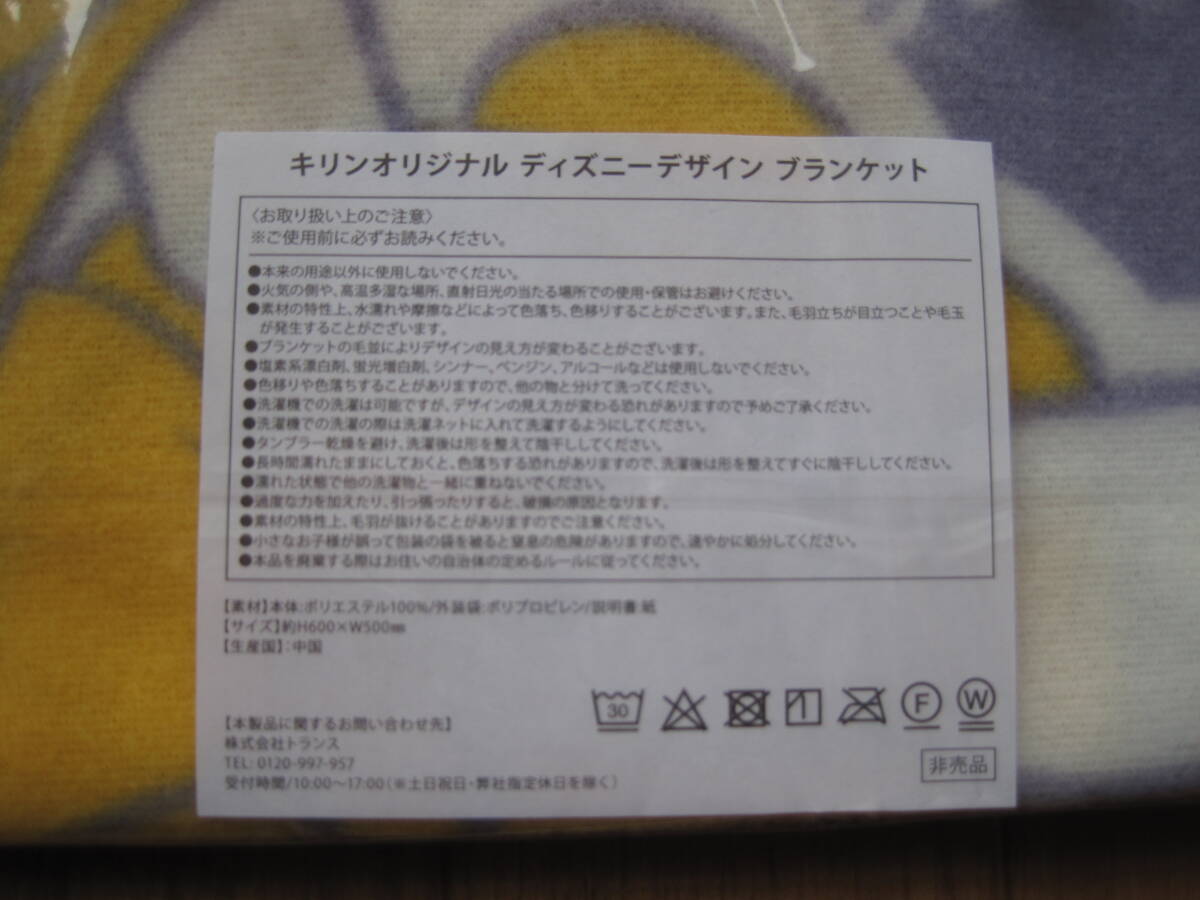 キリンオリジナル ディズニーデザイン ブランケット
〈お取り扱い上のご注意〉
※ご使用前に必ずお読みください。
●本来の用途以外に使用しないでください。
●火気の側や、高温多湿な場所、直射日光の当たる場所での使用・保管はお避けください。
●素材の特性上、水濡れや摩擦などによって色落ち、色移りすることがございます。また、毛羽立ちが目立つことや毛玉
が発生することがございます。
●ブランケットの毛並によりデザインの見え方が変わることがございます。
●塩素系漂白剤、蛍光増白剤、シンナー、ベンジン、アルコールなどは使用しないでください。
●色移りや色落ちすることがありますので、他の物と分けて洗ってください。
●洗濯機での洗濯は可能ですが、デザインの見え方が変わる恐れがありますので予めご了承ください。
●洗濯機での洗濯の際は洗濯ネットに入れて洗濯するようにしてください。
●タンブラー乾燥を避け、洗濯後は形を整えて陰干ししてください。
●長時間濡れたままにしておくと、色落ちする恐れがありますので、洗濯後は形を整えてすぐに陰干ししてください。
●濡れた状態で他の洗濯物と一緒に重ねないでください。
●過度な力を加えたり、引っ張ったりすると、破損の原因となります。
●素材の特性上、毛羽が抜けることがありますのでご注意ください。
●小さなお子様が誤って包装の袋を被ると窒息の危険がありますので、速やかに処分してください。
●本品を廃棄する際はお住いの自治体の定めるルールに従ってください。
【素材】本体:ポリエステル100%/外装袋:ポリプロピレン/説明書:紙
【サイズ】約H600×W500㎜
【生産国】:中国
30
F
W
【本製品に関するお問い合わせ先】
株式会社トランス
TEL: 0120-997-957
受付時間/10:00〜17:00(※土日祝日・弊社指定休日を除く)
非売品